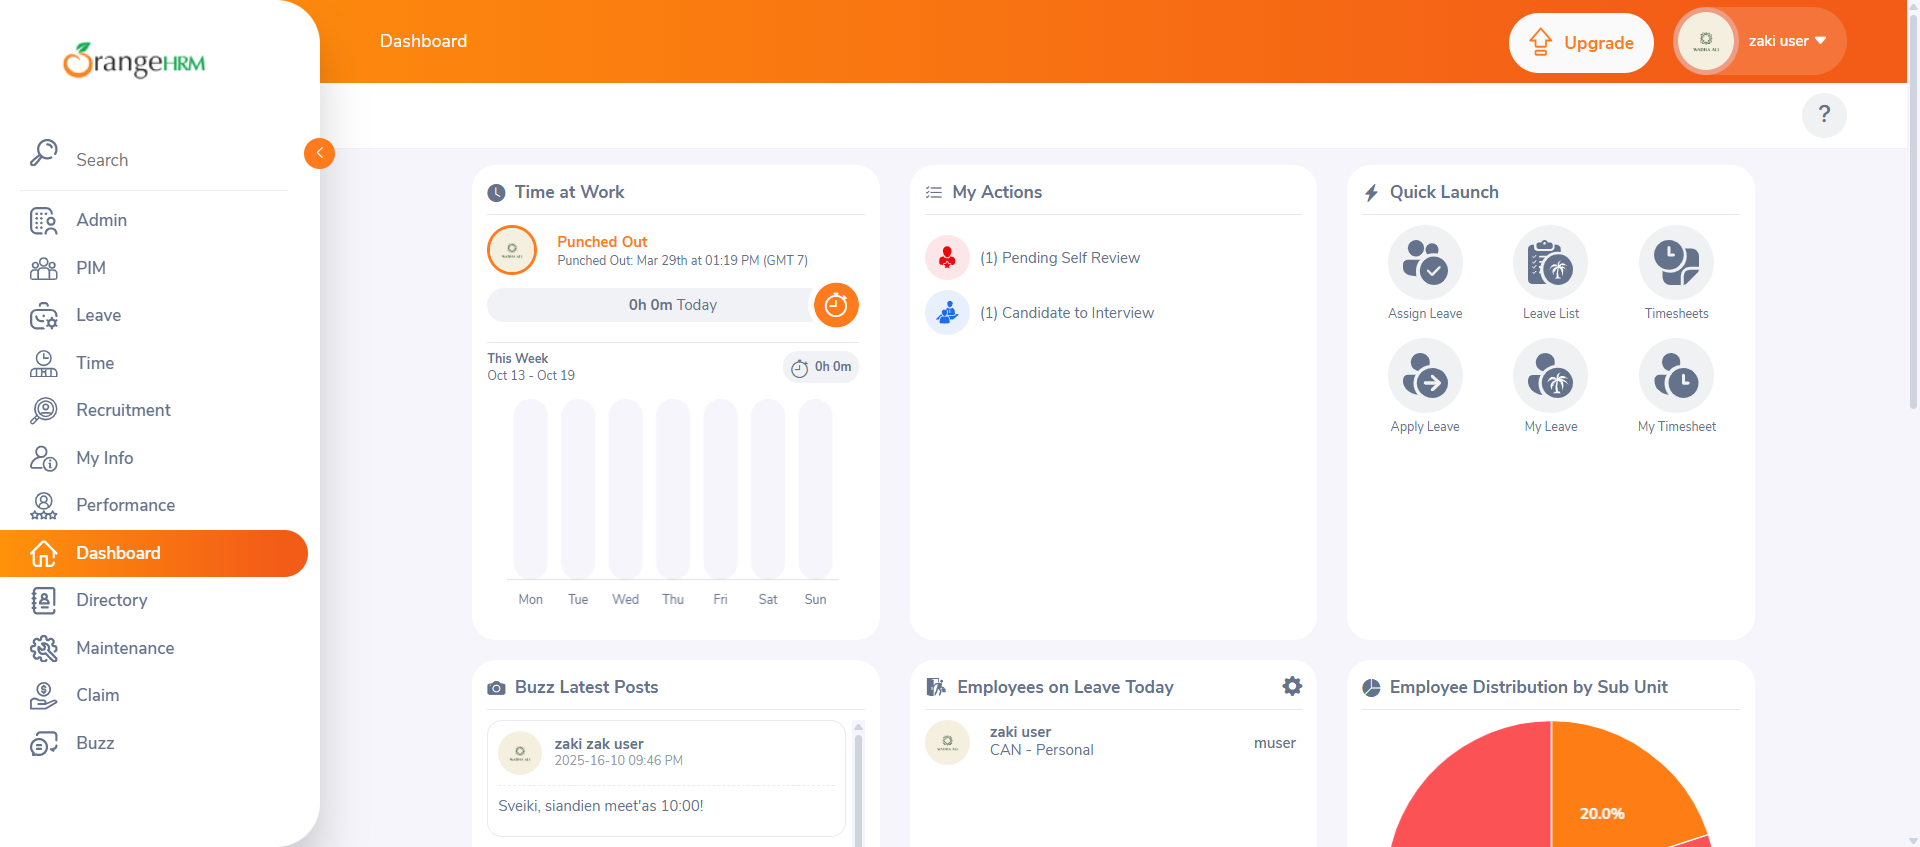 OrangeHRM
Dashboard
Upgrade
zaki user
?
Search
Admin
PIM
Leave
Time
Recruitment
My Info
Performance
Dashboard
Directory
Maintenance
Claim
Buzz
Time at Work
Punched Out
Punched Out: Mar 29th at 01:19 PM (GMT 7)
0h 0m Today
This Week
Oct 13 - Oct 19
0h 0m
Mon Tue Wed Thu Fri Sat Sun
My Actions
(1) Pending Self Review
(1) Candidate to Interview
Quick Launch
Assign Leave Leave List Timesheets
Apply Leave My Leave My Timesheet
Buzz Latest Posts
zaki zak user
2025-16-10 09:46 PM
Sveiki, siandien meet'as 10:00!
Employees on Leave Today
zaki user
CAN - Personal
muser
Employee Distribution by Sub Unit
20.0%